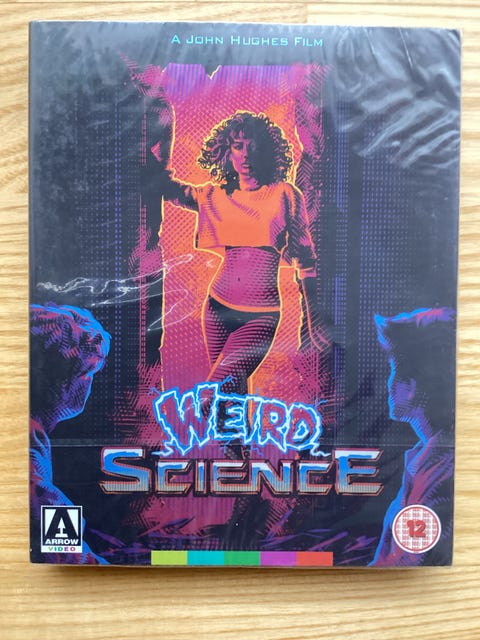 A John Hughes Film
WEIRD
SCIENCE
ARROW
VIDEO
12